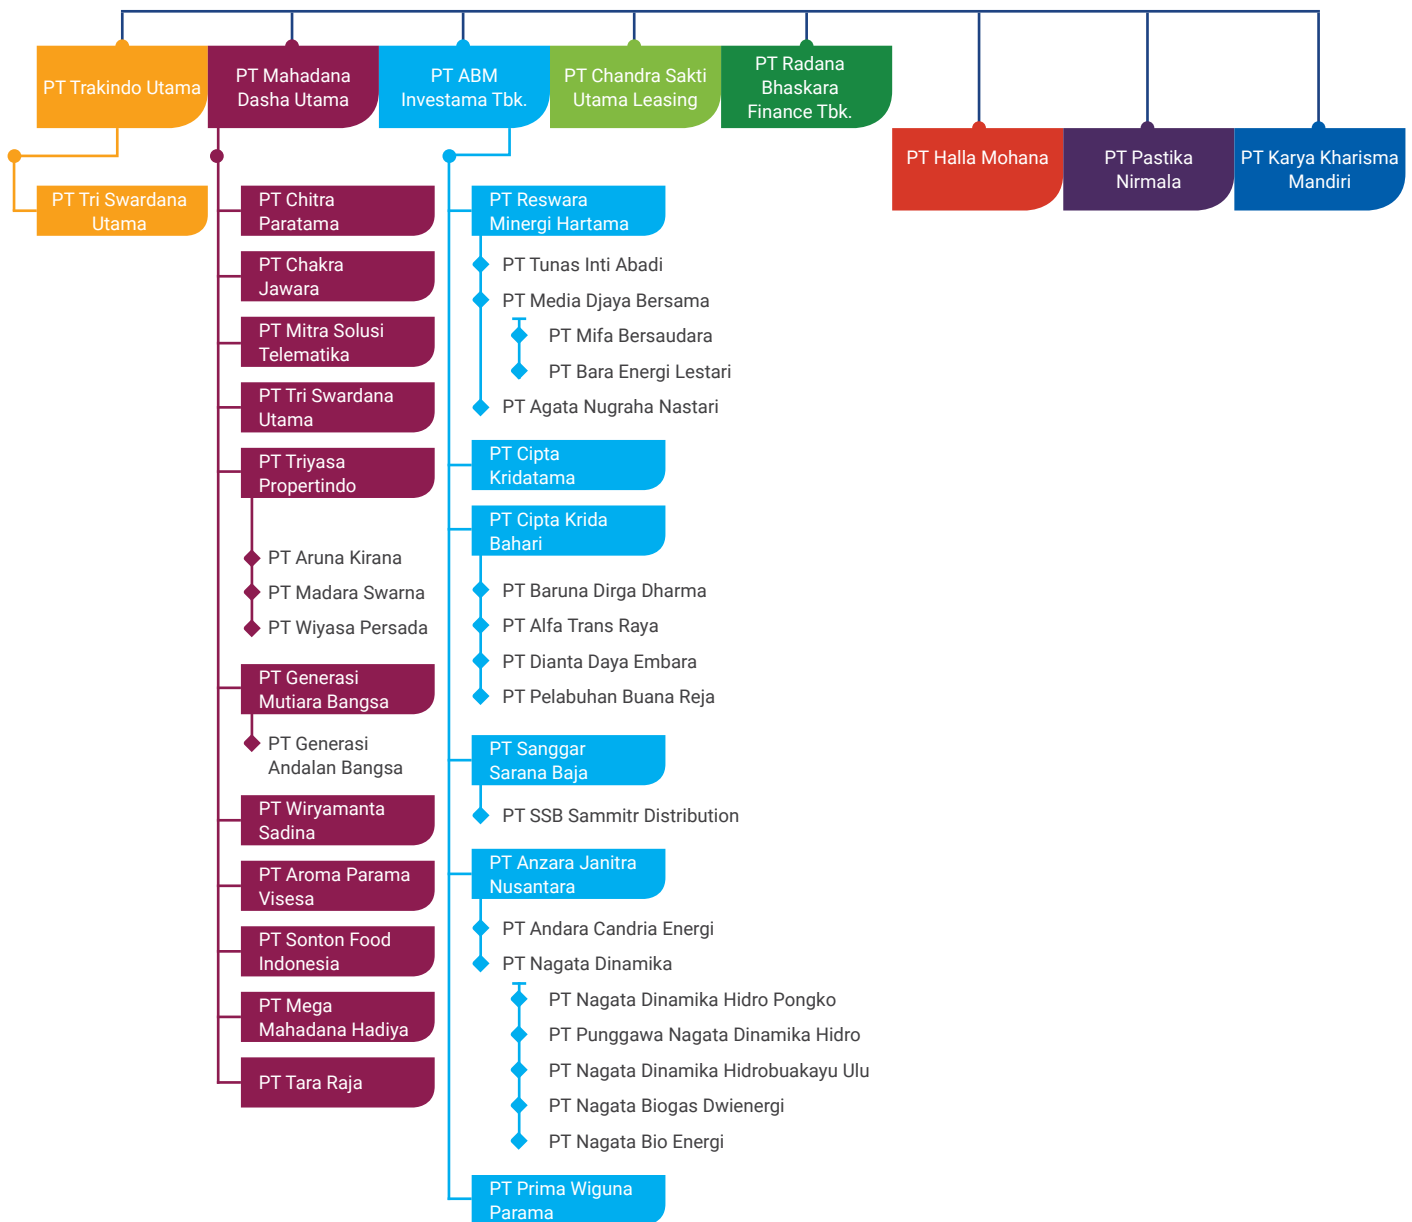 PT Trakindo Utama
PT Mahadana
Dasha Utama
PT ABM
Investama Tbk.
PT Chandra Sakti
Utama Leasing
PT Radana
Bhaskara
Finance Tbk.
PT Halla Mohana
PT Pastika
Nirmala
PT Karya Kharisma
Mandiri
PT Tri Swardana
Utama
PT Chitra
Paratama
PT Chakra
Jawara
PT Mitra Solusi
Telematika
PT Tri Swardana
Utama
PT Triyasa
Propertindo
PT Aruna Kirana
PT Madara Swarna
PT Wiyasa Persada
PT Generasi
Mutiara Bangsa
PT Generasi
Andalan Bangsa
PT Wiryamanta
Sadina
PT Aroma Parama
Visesa
PT Sonton Food
Indonesia
PT Mega
Mahadana Hadiya
PT Tara Raja
PT Reswara
Minergi Hartama
PT Tunas Inti Abadi
PT Media Djaya Bersama
PT Mifa Bersaudara
PT Bara Energi Lestari
PT Agata Nugraha Nastari
PT Cipta
Kridatama
PT Cipta Krida
Bahari
PT Baruna Dirga Dharma
PT Alfa Trans Raya
PT Dianta Daya Embara
PT Pelabuhan Buana Reja
PT Sanggar
Sarana Baja
PT SSB Sammitr Distribution
PT Anzara Janitra
Nusantara
PT Andara Candria Energi
PT Nagata Dinamika
PT Nagata Dinamika Hidro Pongko
PT Punggawa Nagata Dinamika Hidro
PT Nagata Dinamika Hidrobuakayu Ulu
PT Nagata Biogas Dwienergi
PT Nagata Bio Energi
PT Prima Wiguna
Parama